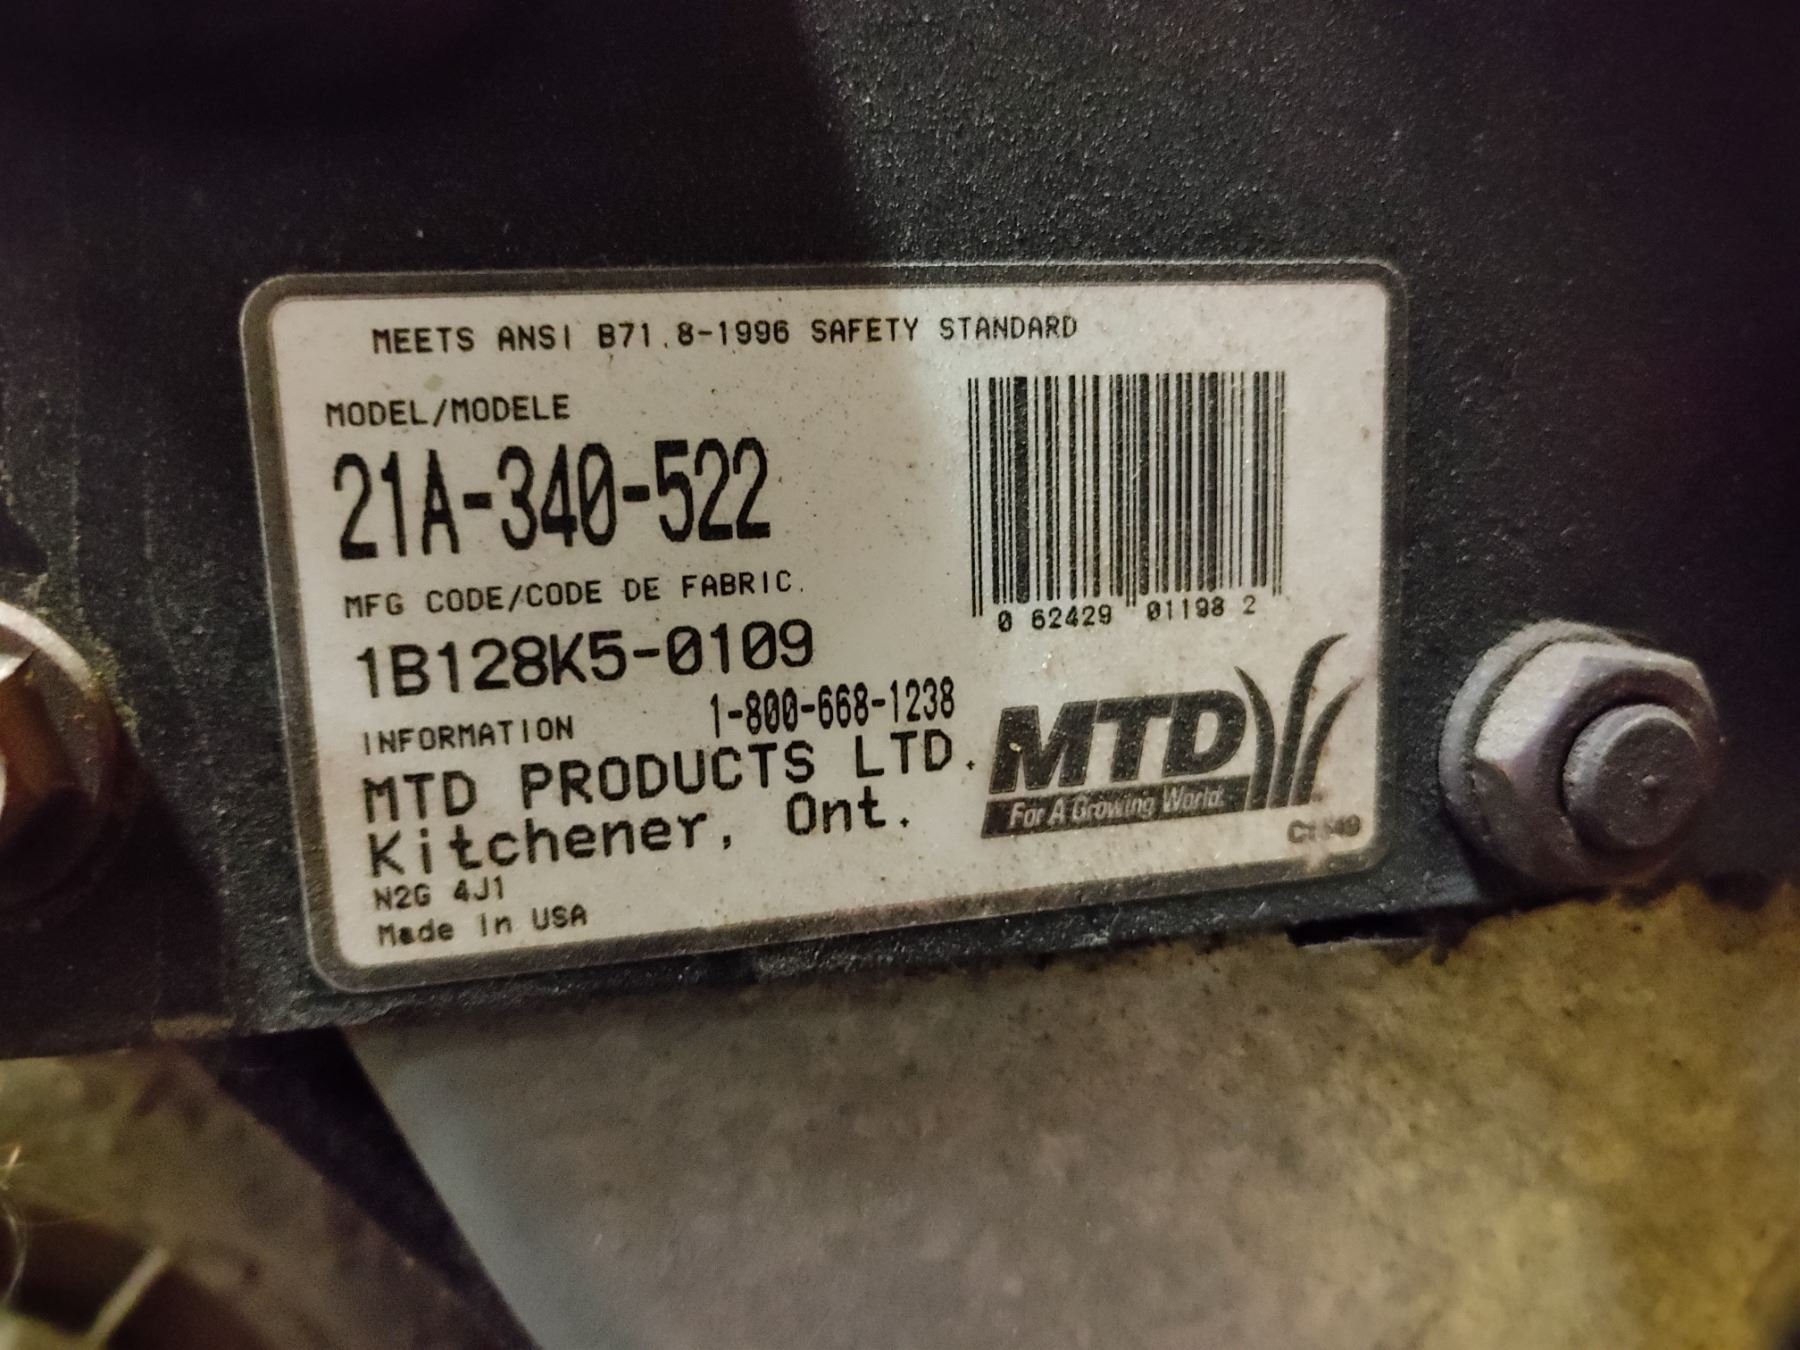 MEETS ANSI B71.8-1996 SAFETY STANDARD
MODEL/MODELE
21A-340-522
MFG CODE/CODE DE FABRIC.
1B128K5-0109
INFORMATION 1-800-668-1238
MTD PRODUCTS LTD.
Kitchener, Ont.
N2G 4J1
Made In USA
0 62429 01198 2
MTD
For A Growing World.